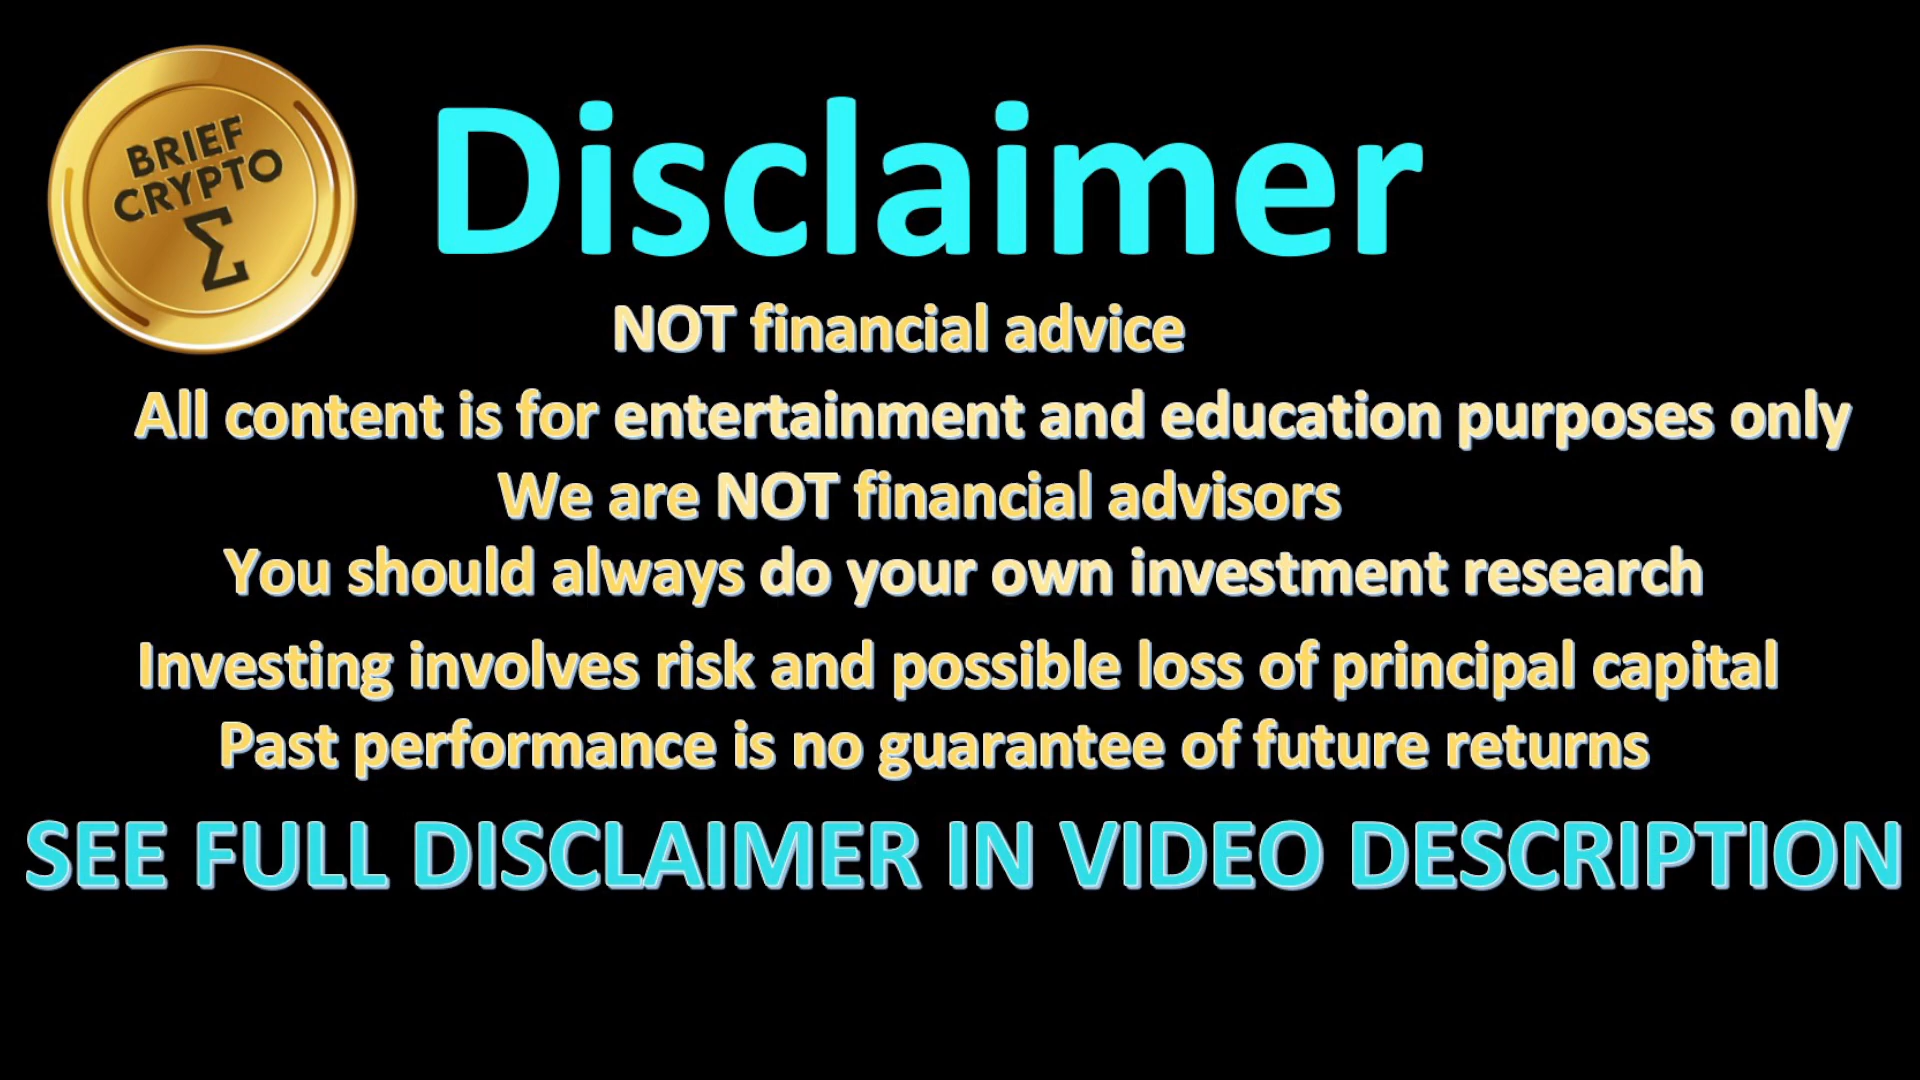 BRIEF
CRYPTO
Σ
Disclaimer
NOT financial advice
All content is for entertainment and education purposes only
We are NOT financial advisors
You should always do your own investment research
Investing involves risk and possible loss of principal capital
Past performance is no guarantee of future returns
SEE FULL DISCLAIMER IN VIDEO DESCRIPTION